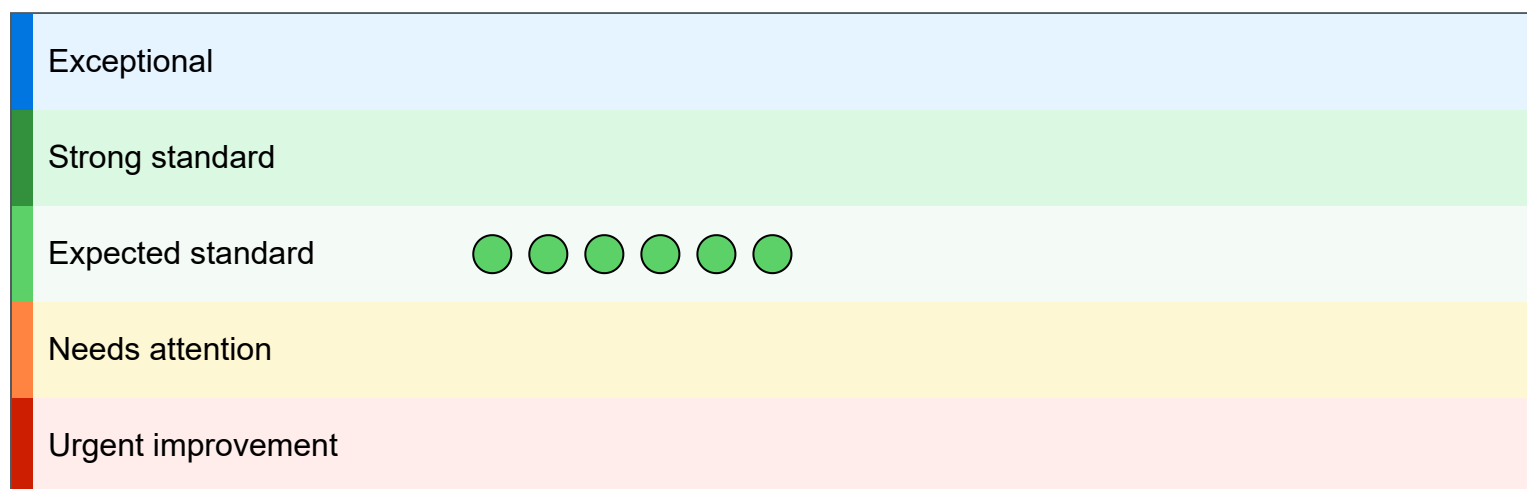 Exceptional
Strong standard
Expected standard
Needs attention
Urgent improvement